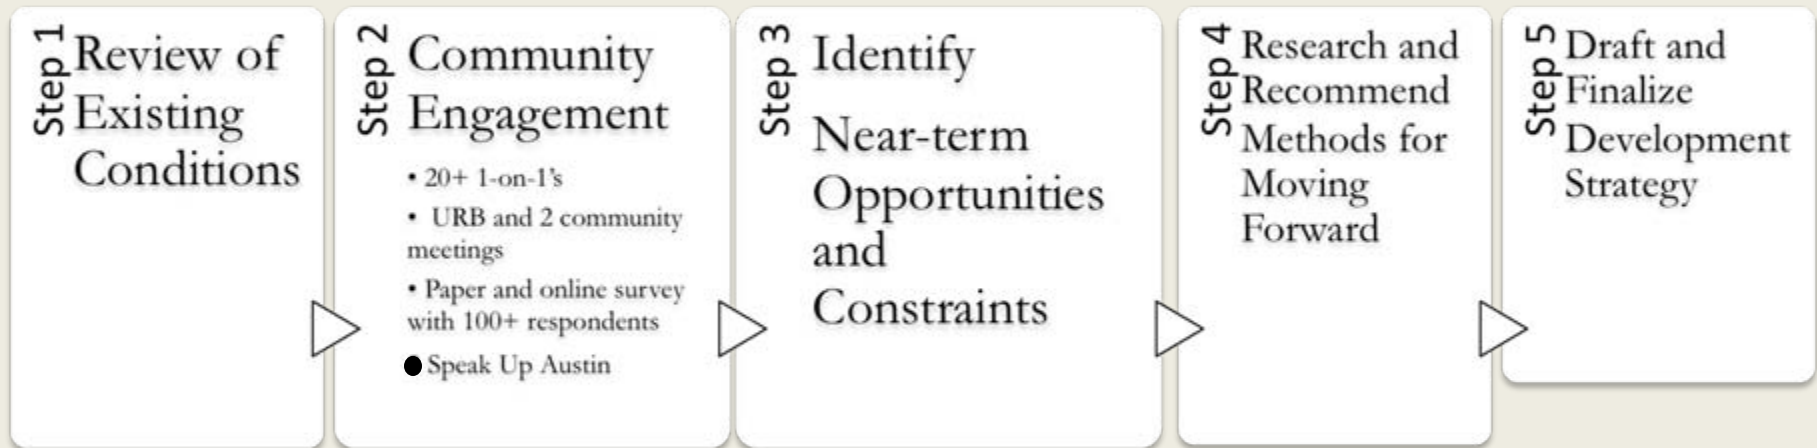 Step 1
Review of
Existing
Conditions
Step 2
Community
Engagement
• 20+ 1-on-1's
• URB and 2 community
meetings
• Paper and online survey
with 100+ respondents
● Speak Up Austin
Step 3
Identify
Near-term
Opportunities
and
Constraints
Step 4
Research and
Recommend
Methods for
Moving
Forward
Step 5
Draft and
Finalize
Development
Strategy